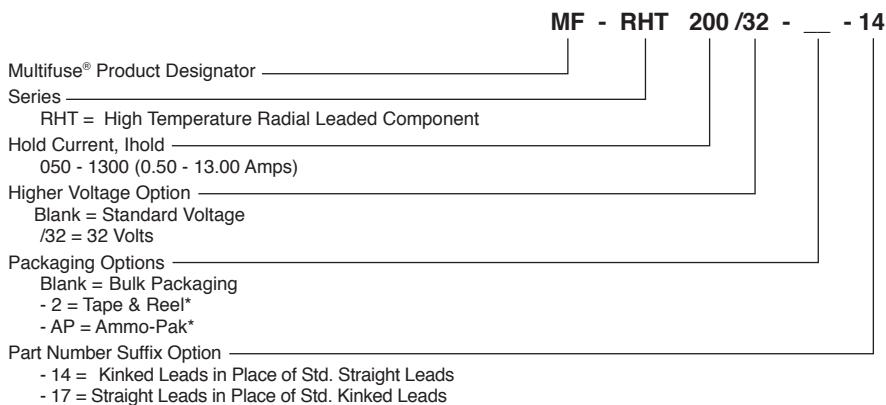 MF - RHT 200 /32 - __ - 14
Multifuse® Product Designator
Series
RHT = High Temperature Radial Leaded Component
Hold Current, Ihold
050 - 1300 (0.50 - 13.00 Amps)
Higher Voltage Option
Blank = Standard Voltage
/32 = 32 Volts
Packaging Options
Blank = Bulk Packaging
- 2 = Tape & Reel*
- AP = Ammo-Pak*
Part Number Suffix Option
- 14 = Kinked Leads in Place of Std. Straight Leads
- 17 = Straight Leads in Place of Std. Kinked Leads